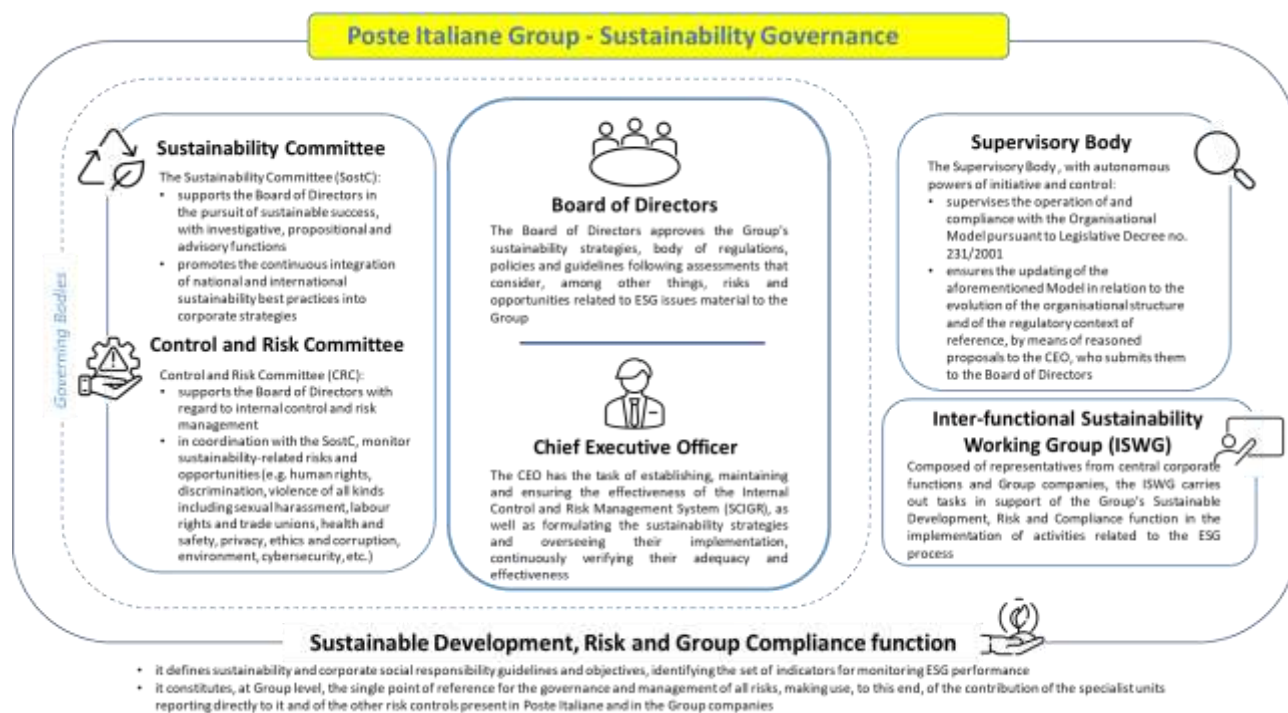 Poste Italiane Group - Sustainability Governance
Governing Bodies
Sustainability Committee
The Sustainability Committee (SostC):
• supports the Board of Directors in
the pursuit of sustainable success,
with investigative, propositional and
advisory functions
• promotes the continuous integration
of national and international
sustainability best practices into
corporate strategies
Control and Risk Committee
Control and Risk Committee (CRC):
• supports the Board of Directors with
regard to internal control and risk
management
• in coordination with the SostC, monitor
sustainability-related risks and
opportunities (e.g. human rights,
discrimination, violence of all kinds
including sexual harassment, labour
rights and trade unions, health and
safety, privacy, ethics and corruption,
environment, cybersecurity, etc.)
Board of Directors
The Board of Directors approves the Group's
sustainability strategies, body of regulations,
policies and guidelines following assessments that
consider, among other things, risks and
opportunities related to ESG issues material to the
Group
Chief Executive Officer
The CEO has the task of establishing, maintaining
and ensuring the effectiveness of the Internal
Control and Risk Management System (SCIGR), as
well as formulating the sustainability strategies
and overseeing their implementation,
continuously verifying their adequacy and
effectiveness
Supervisory Body
The Supervisory Body, with autonomous
powers of initiative and control:
• supervises the operation of and
compliance with the Organisational
Model pursuant to Legislative Decree no.
231/2001
• ensures the updating of the
aforementioned Model in relation to the
evolution of the organisational structure
and of the regulatory context of
reference, by means of reasoned
proposals to the CEO, who submits them
to the Board of Directors
Inter-functional Sustainability
Working Group (ISWG)
Composed of representatives from central corporate
functions and Group companies, the ISWG carries
out tasks in support of the Group's Sustainable
Development, Risk and Compliance function in the
implementation of activities related to the ESG
process
Sustainable Development, Risk and Group Compliance function
• it defines sustainability and corporate social responsibility guidelines and objectives, identifying the set of indicators for monitoring ESG performance
• it constitutes, at Group level, the single point of reference for the governance and management of all risks, making use, to this end, of the contribution of the specialist units
reporting directly to it and of the other risk controls present in Poste Italiane and in the Group companies